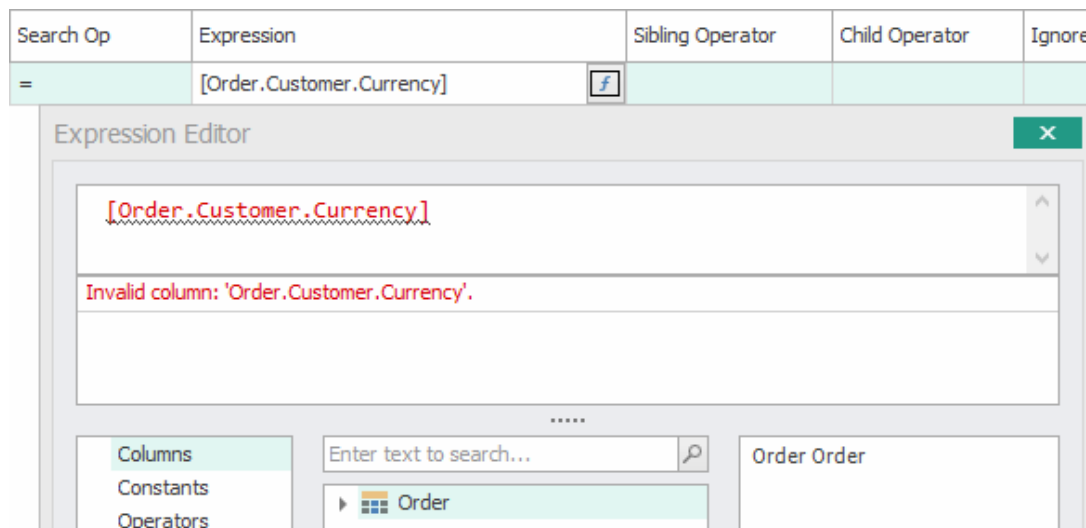 Search Op Expression Sibling Operator Child Operator Ignore
= [Order.Customer.Currency] f
Expression Editor x
[Order.Customer.Currency]
Invalid column: 'Order.Customer.Currency'.
Columns Enter text to search... Order Order
Constants Order
Operators